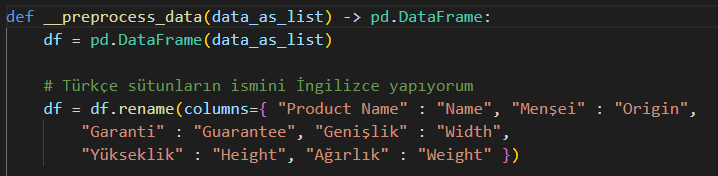 def __preprocess_data(data_as_list) -> pd.DataFrame:
df = pd.DataFrame(data_as_list)
# Türkçe sütunların ismini İngilizce yapıyorum
df = df.rename(columns={ "Product Name" : "Name", "Menşei" : "Origin",
"Garanti" : "Guarantee", "Genişlik" : "Width",
"Yükseklik" : "Height", "Ağırlık" : "Weight" })